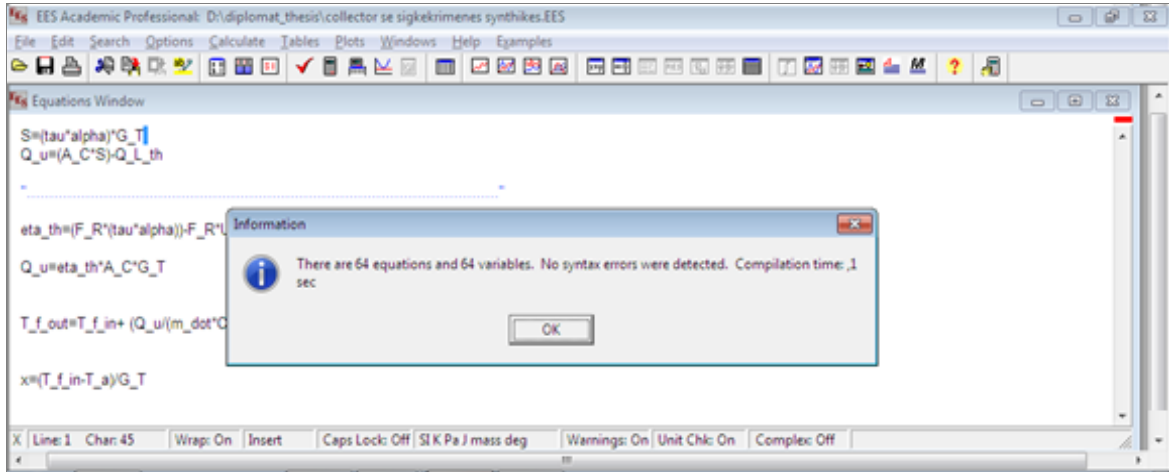 EES Academic Professional: D:\diplomat_thesis\collector se sigkekrimenes synthikes.EES
File Edit Search Options Calculate Tables Plots Windows Help Examples
Equations Window
S=(tau*alpha)*G_T
Q_u=(A_C*S)-Q_L_th
eta_th=(F_R*(tau*alpha))-F_R*U
Q_u=eta_th*A_C*G_T
T_f_out=T_f_in+ (Q_u/(m_dot*C
x=(T_f_in-T_a)/G_T
Information
There are 64 equations and 64 variables. No syntax errors were detected. Compilation time: ,1
sec
OK
X Line: 1 Char: 45 Wrap: On Insert Caps Lock: Off SI K Pa J mass deg Warnings: On Unit Chk: On Complex: Off